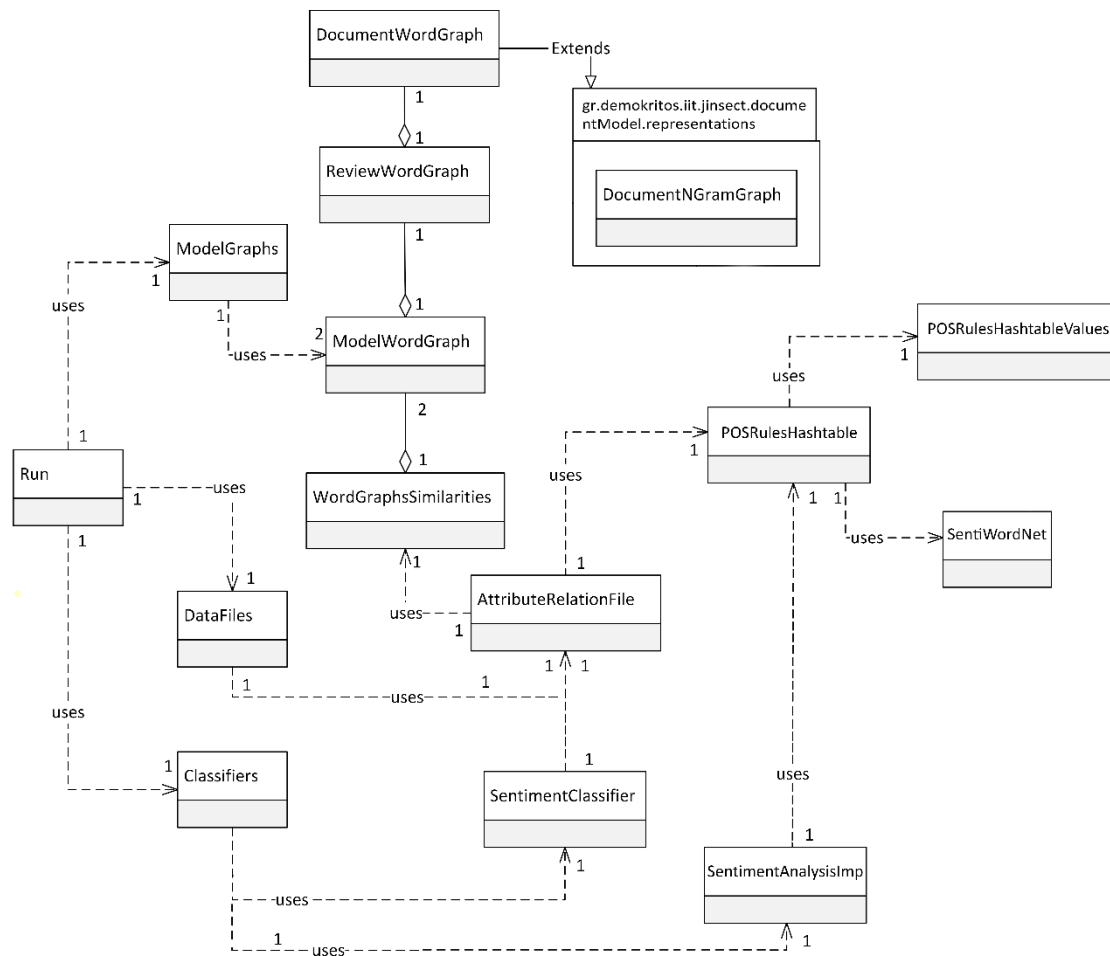 DocumentWordGraph
Extends
1
gr.demokritos.iit.jinsect.docume
ntModel.representations
1
ReviewWordGraph
DocumentNGramGraph
1
ModelGraphs
1
uses
1
1
2
ModelWordGraph
uses
POSRulesHashtableValues
1
uses
2
POSRulesHashtable
1
1
1
uses
Run
1
uses
WordGraphsSimilarities
1
1
1
uses
SentiWordNet
1
1
1
AttributeRelationFile
DataFiles
uses
1
1
1
1
1
uses
uses
1
1
Classifiers
SentimentClassifier
uses
1
1
SentimentAnalysisImp
uses
1
uses
1